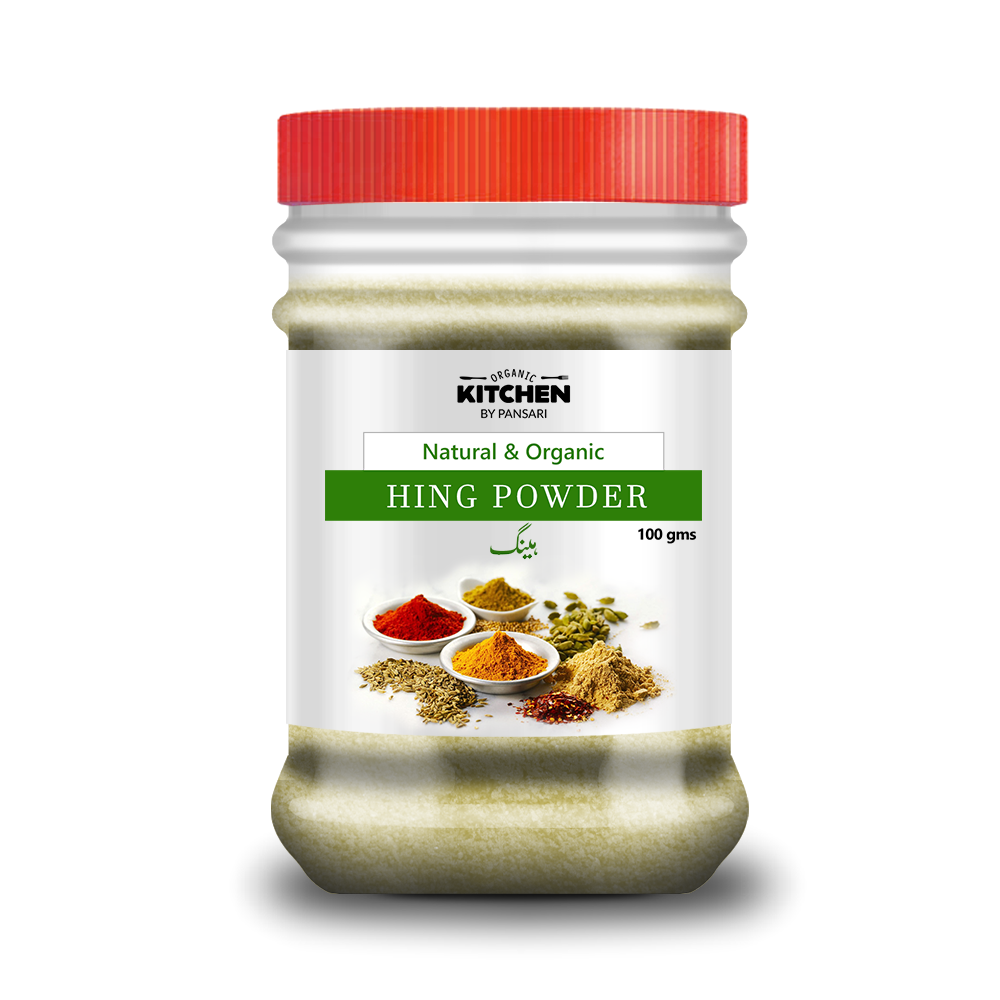 ORGANIC
KITCHEN
BY PANSARI
Natural & Organic
HING POWDER
100 gms
ہینگ